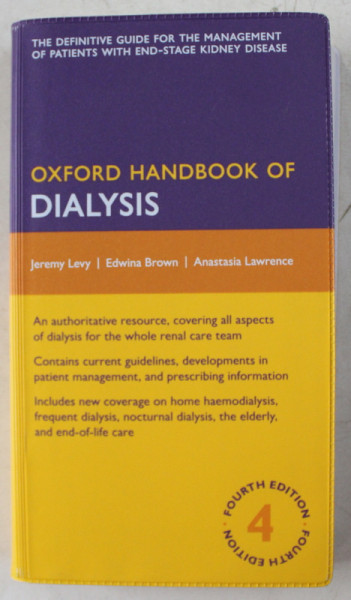 THE DEFINITIVE GUIDE FOR THE MANAGEMENT
OF PATIENTS WITH END-STAGE KIDNEY DISEASE
OXFORD HANDBOOK OF
DIALYSIS
Jeremy Levy | Edwina Brown | Anastasia Lawrence
An authoritative resource, covering all aspects
of dialysis for the whole renal care team
Contains current guidelines, developments in
patient management, and prescribing information
Includes new coverage on home haemodialysis,
frequent dialysis, nocturnal dialysis, the elderly,
and end-of-life care
FOURTH EDITION · FOURTH EDITION ·
4